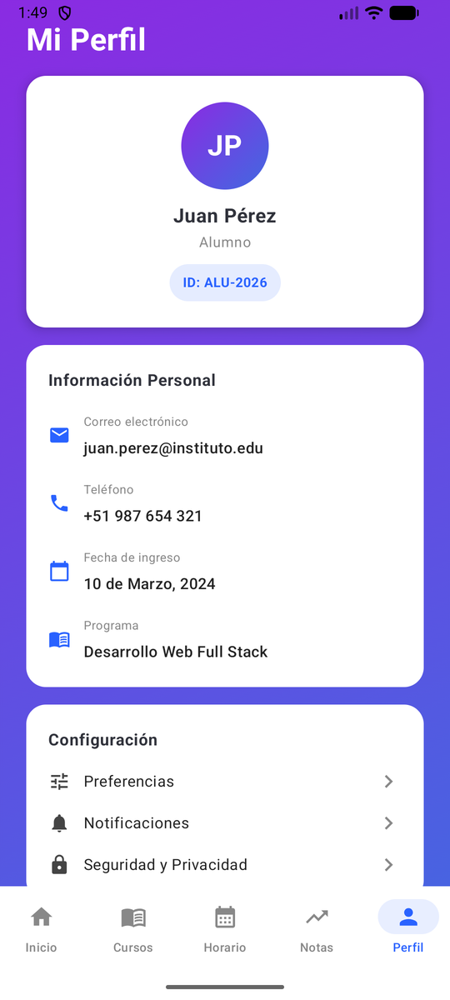 1:49
Mi Perfil
JP
Juan Pérez
Alumno
ID: ALU-2026
Información Personal
Correo electrónico
juan.perez@instituto.edu
Teléfono
+51 987 654 321
Fecha de ingreso
10 de Marzo, 2024
Programa
Desarrollo Web Full Stack
Configuración
Preferencias
Notificaciones
Seguridad y Privacidad
Inicio Cursos Horario Notas Perfil